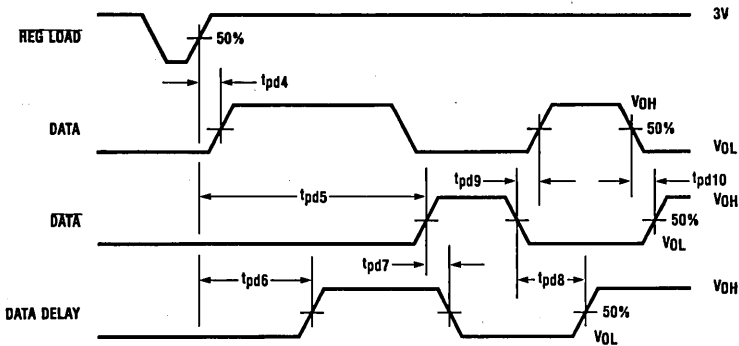 3V
REG LOAD
50%
tpd4
DATA
VOH
50%
VOL
tpd5
tpd9
tpd10
DATA
VOH
50%
VOL
tpd6
tpd7
tpd8
DATA DELAY
VOH
50%
VOL